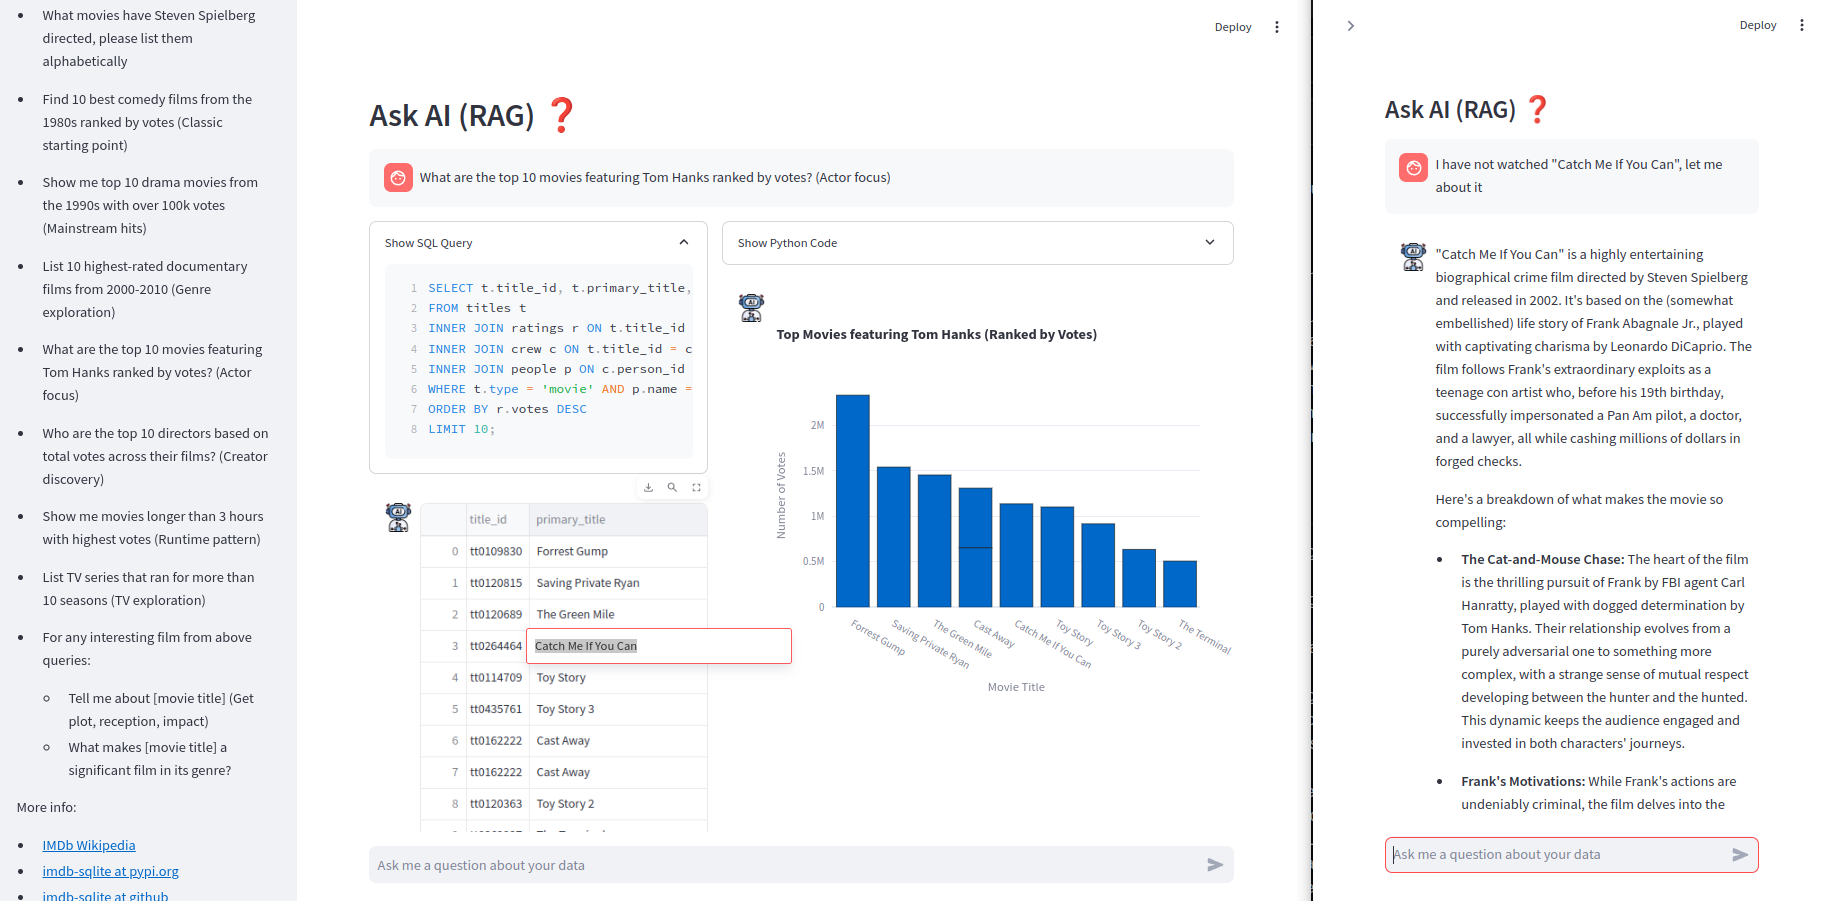 What movies have Steven Spielberg
directed, please list them
alphabetically
Find 10 best comedy films from the
1980s ranked by votes (Classic
starting point)
Show me top 10 drama movies from
the 1990s with over 100k votes
(Mainstream hits)
List 10 highest-rated documentary
films from 2000-2010 (Genre
exploration)
What are the top 10 movies featuring
Tom Hanks ranked by votes? (Actor
focus)
Who are the top 10 directors based on
total votes across their films? (Creator
discovery)
Show me movies longer than 3 hours
with highest votes (Runtime pattern)
List TV series that ran for more than
10 seasons (TV exploration)
For any interesting film from above
queries:
Tell me about [movie title] (Get
plot, reception, impact)
What makes [movie title] a
significant film in its genre?
More info:
IMDb Wikipedia
imdb-sqlite at pypi.org
imdb-sqlite at github
Deploy
Ask AI (RAG) ❓
What are the top 10 movies featuring Tom Hanks ranked by votes? (Actor focus)
Show SQL Query
1 SELECT t.title_id, t.primary_title,
2 FROM titles t
3 INNER JOIN ratings r ON t.title_id
4 INNER JOIN crew c ON t.title_id = c
5 INNER JOIN people p ON c.person_id
6 WHERE t.type = 'movie' AND p.name =
7 ORDER BY r.votes DESC
8 LIMIT 10;
AI
title_id primary_title
0 tt0109830 Forrest Gump
1 tt0120815 Saving Private Ryan
2 tt0120689 The Green Mile
3 tt0264464 Catch Me If You Can
4 tt0114709 Toy Story
5 tt0435761 Toy Story 3
6 tt0162222 Cast Away
7 tt0162222 Cast Away
8 tt0120363 Toy Story 2
Show Python Code
AI
Top Movies featuring Tom Hanks (Ranked by Votes)
Number of Votes
2M
1.5M
1M
0.5M
0
Forrest Gump
Saving Private Ryan
The Green Mile
Cast Away
Catch Me If You Can
Toy Story
Toy Story 3
Toy Story 2
The Terminal
Movie Title
Ask me a question about your data
Deploy
Ask AI (RAG) ❓
I have not watched "Catch Me If You Can", let me
about it
AI
"Catch Me If You Can" is a highly entertaining
biographical crime film directed by Steven Spielberg
and released in 2002. It's based on the (somewhat
embellished) life story of Frank Abagnale Jr., played
with captivating charisma by Leonardo DiCaprio. The
film follows Frank's extraordinary exploits as a
teenage con artist who, before his 19th birthday,
successfully impersonated a Pan Am pilot, a doctor,
and a lawyer, all while cashing millions of dollars in
forged checks.
Here's a breakdown of what makes the movie so
compelling:
The Cat-and-Mouse Chase: The heart of the film
is the thrilling pursuit of Frank by FBI agent Carl
Hanratty, played with dogged determination by
Tom Hanks. Their relationship evolves from a
purely adversarial one to something more
complex, with a strange sense of mutual respect
developing between the hunter and the hunted.
This dynamic keeps the audience engaged and
invested in both characters' journeys.
Frank's Motivations: While Frank's actions are
undeniably criminal, the film delves into the
Ask me a question about your data